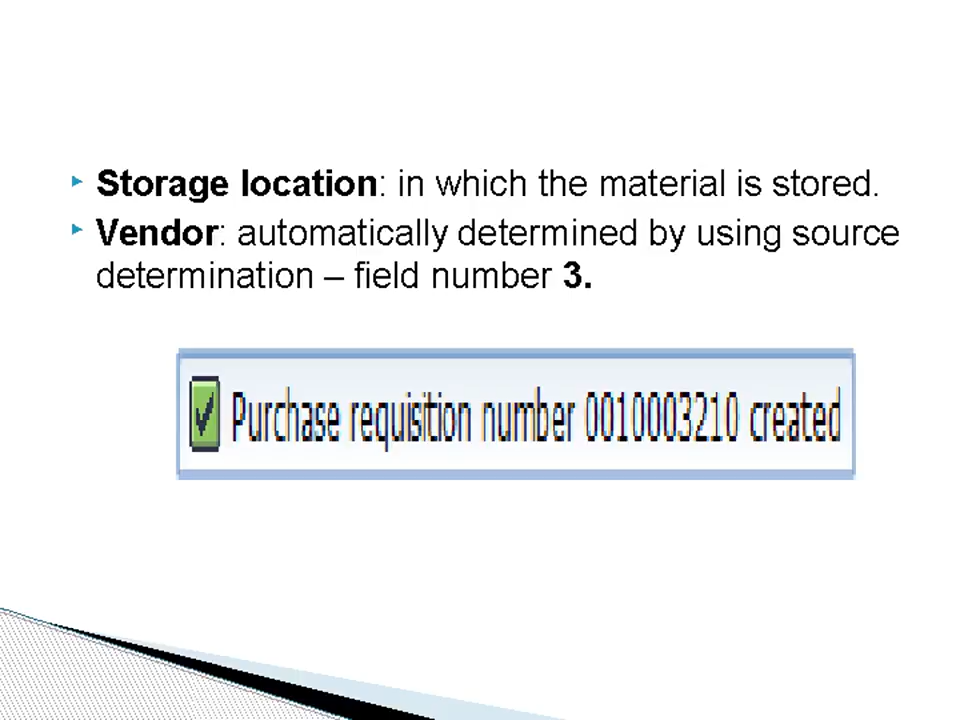 Storage location: in which the material is stored.
Vendor: automatically determined by using source
determination – field number 3.
Purchase requisition number 0010003210 created